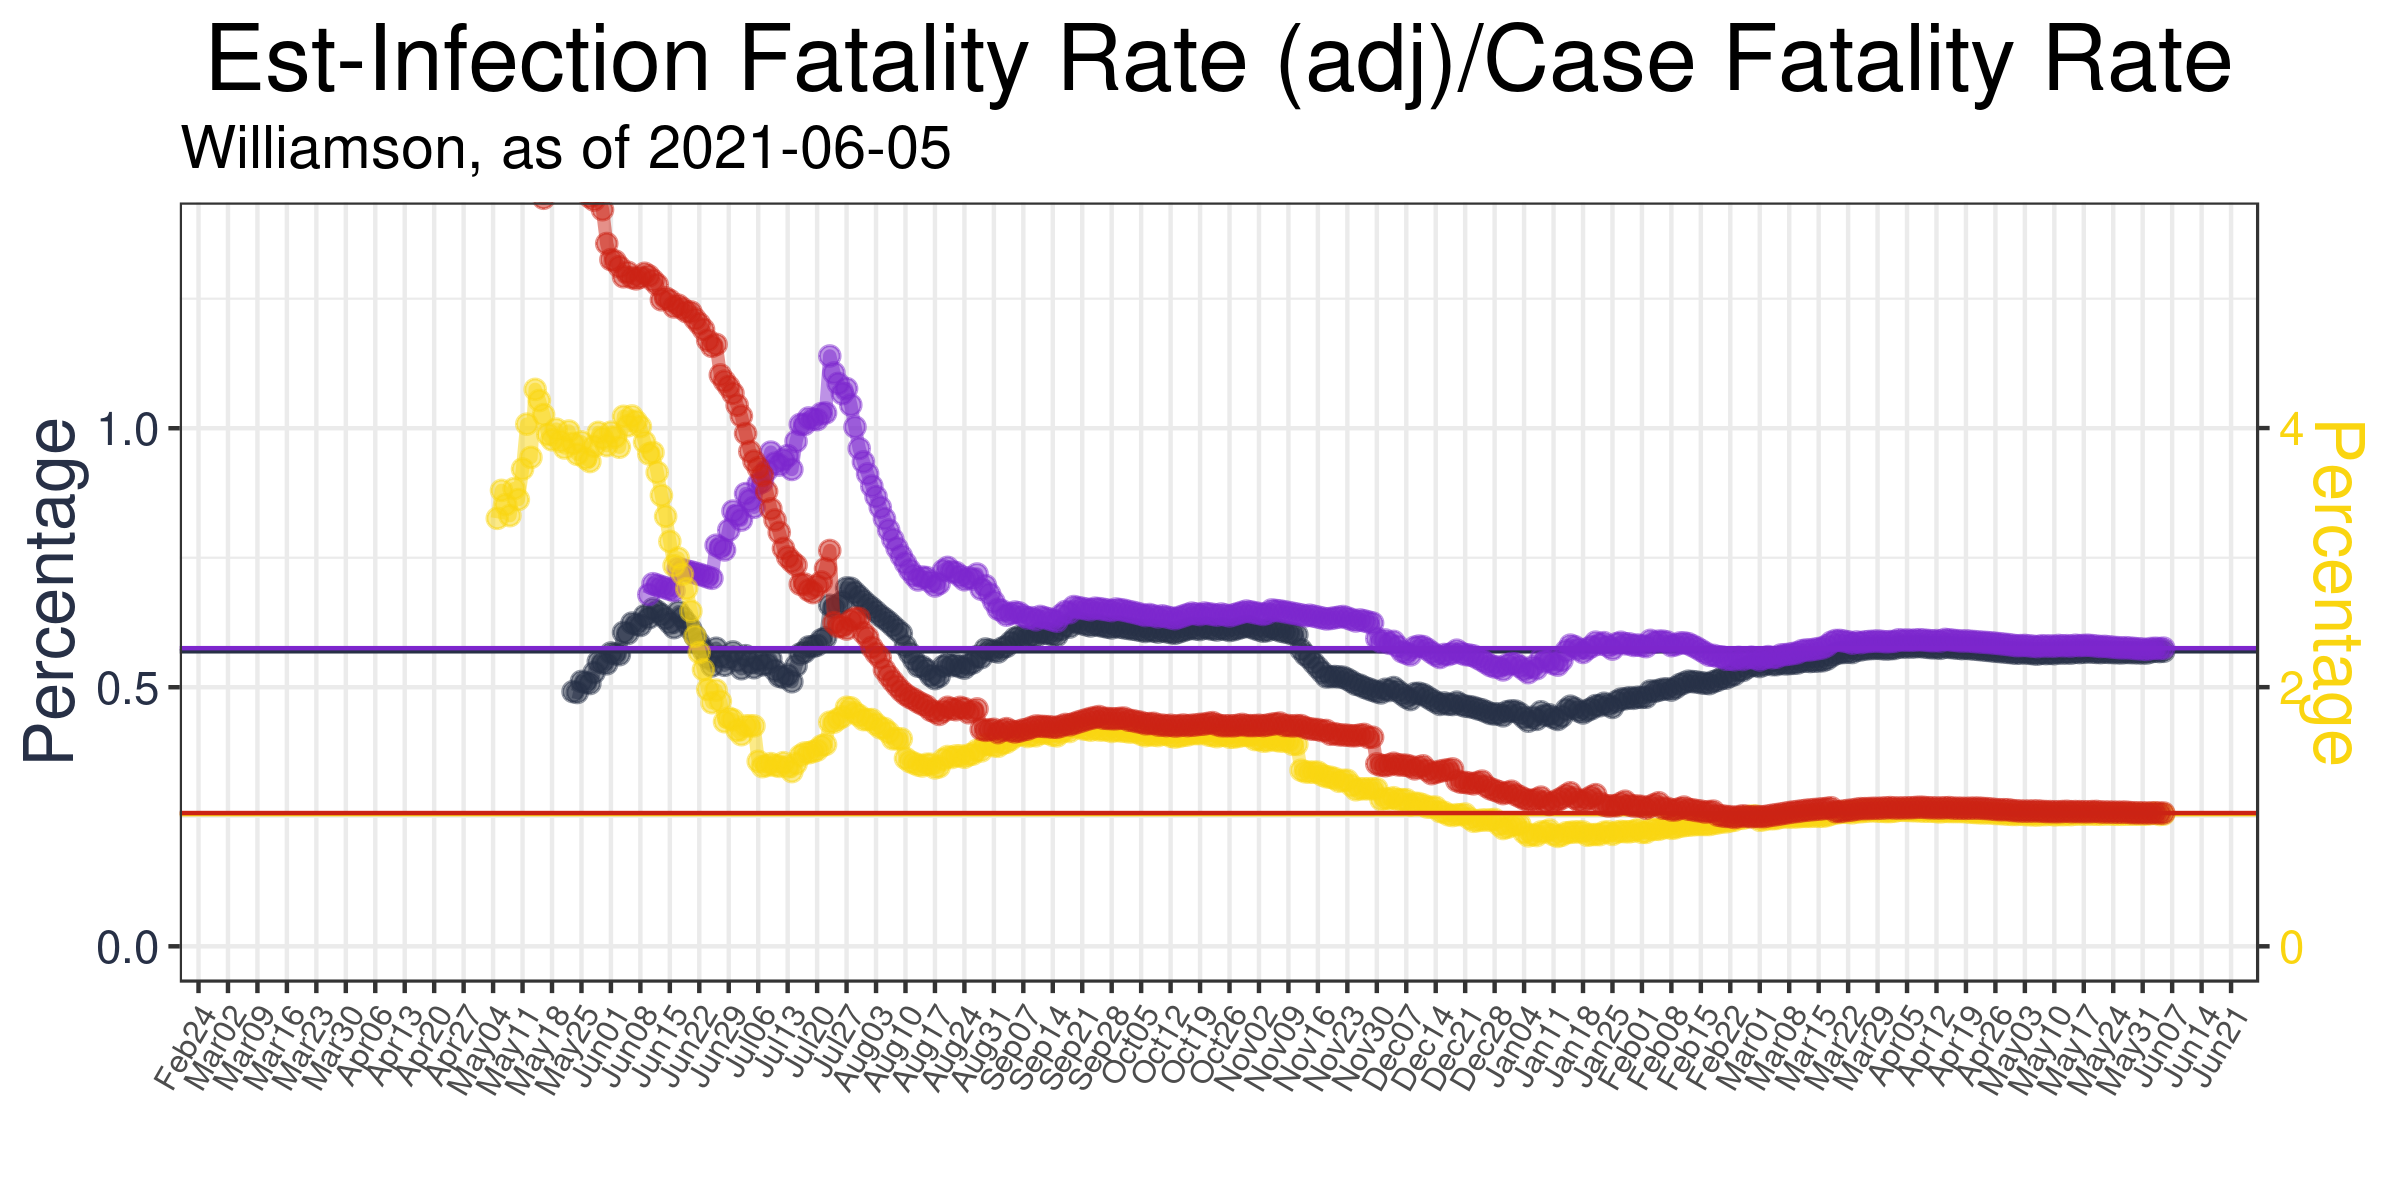 Est-Infection Fatality Rate (adj)/Case Fatality Rate
Williamson, as of 2021-06-05
Percentage
1.0
0.5
0.0
4
2
0
Percentage
Feb24
Mar02
Mar09
Mar16
Mar23
Mar30
Apr06
Apr13
Apr20
Apr27
May04
May11
May18
May25
Jun01
Jun08
Jun15
Jun22
Jun29
Jul06
Jul13
Jul20
Jul27
Aug03
Aug10
Aug17
Aug24
Aug31
Sep07
Sep14
Sep21
Sep28
Oct05
Oct12
Oct19
Oct26
Nov02
Nov09
Nov16
Nov23
Nov30
Dec07
Dec14
Dec21
Dec28
Jan04
Jan11
Jan18
Jan25
Feb01
Feb08
Feb15
Feb22
Mar01
Mar08
Mar15
Mar22
Mar29
Apr05
Apr12
Apr19
Apr26
May03
May10
May17
May24
May31
Jun07
Jun14
Jun21